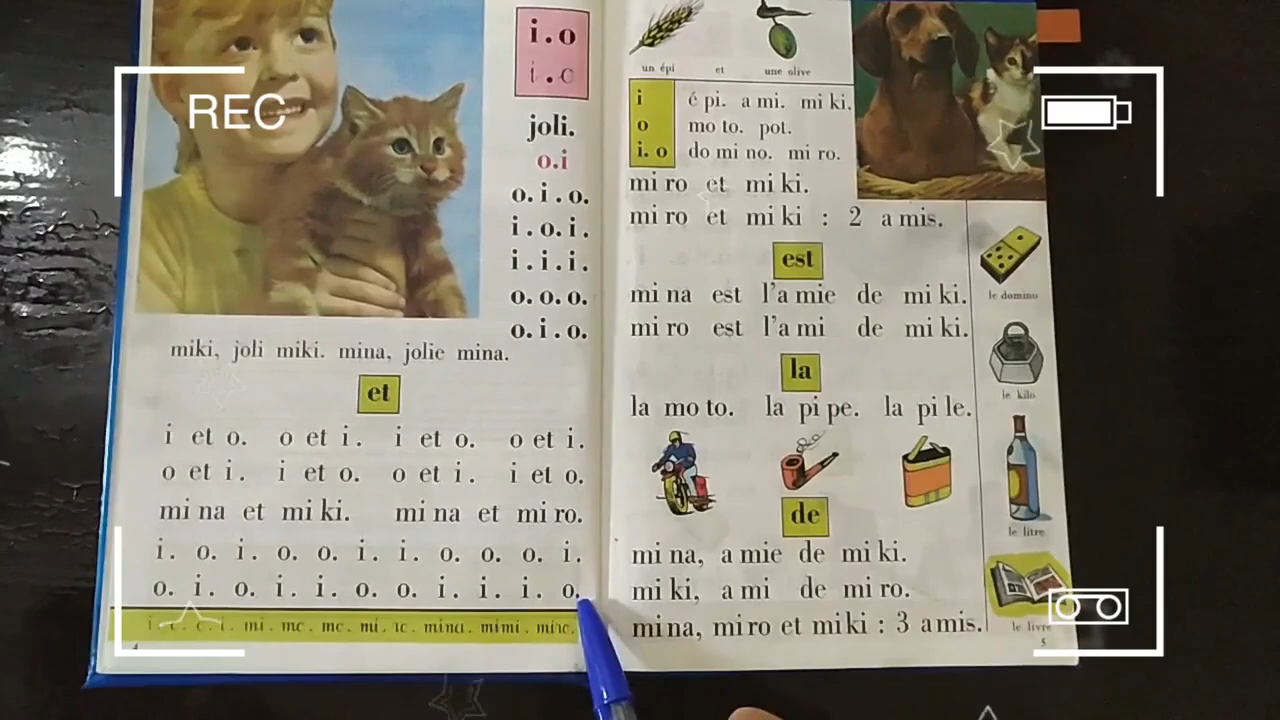 REC
i.o
i.o
joli.
o.i
o.i.o.
i.o.i.
i.i.i.
o.o.o.
o.i.o.
miki, joli miki. mina, jolie mina.
et
i et o. o et i. i et o. o et i.
o et i. i et o. o et i. i et o.
mi na et mi ki. mi na et mi ro.
i. o. i. o. o. i. i. o. o. o. i.
o. i. o. i. i. o. o. i. i. i. o.
i. mi. mo. mo. mi. ro. mina. mimi. miro.
4
un épi et une olive
i é pi. a mi. mi ki.
o mo to. pot.
i. o do mi no. mi ro.
mi ro et mi ki.
mi ro et mi ki : 2 a mis.
est
mi na est l'a mie de mi ki.
mi ro est l'a mi de mi ki.
la
la mo to. la pi pe. la pi le.
de
mi na, a mie de mi ki.
mi ki, a mi de mi ro.
mi na, mi ro et mi ki : 3 a mis.
le domino
le kilo
le litre
le livre
5